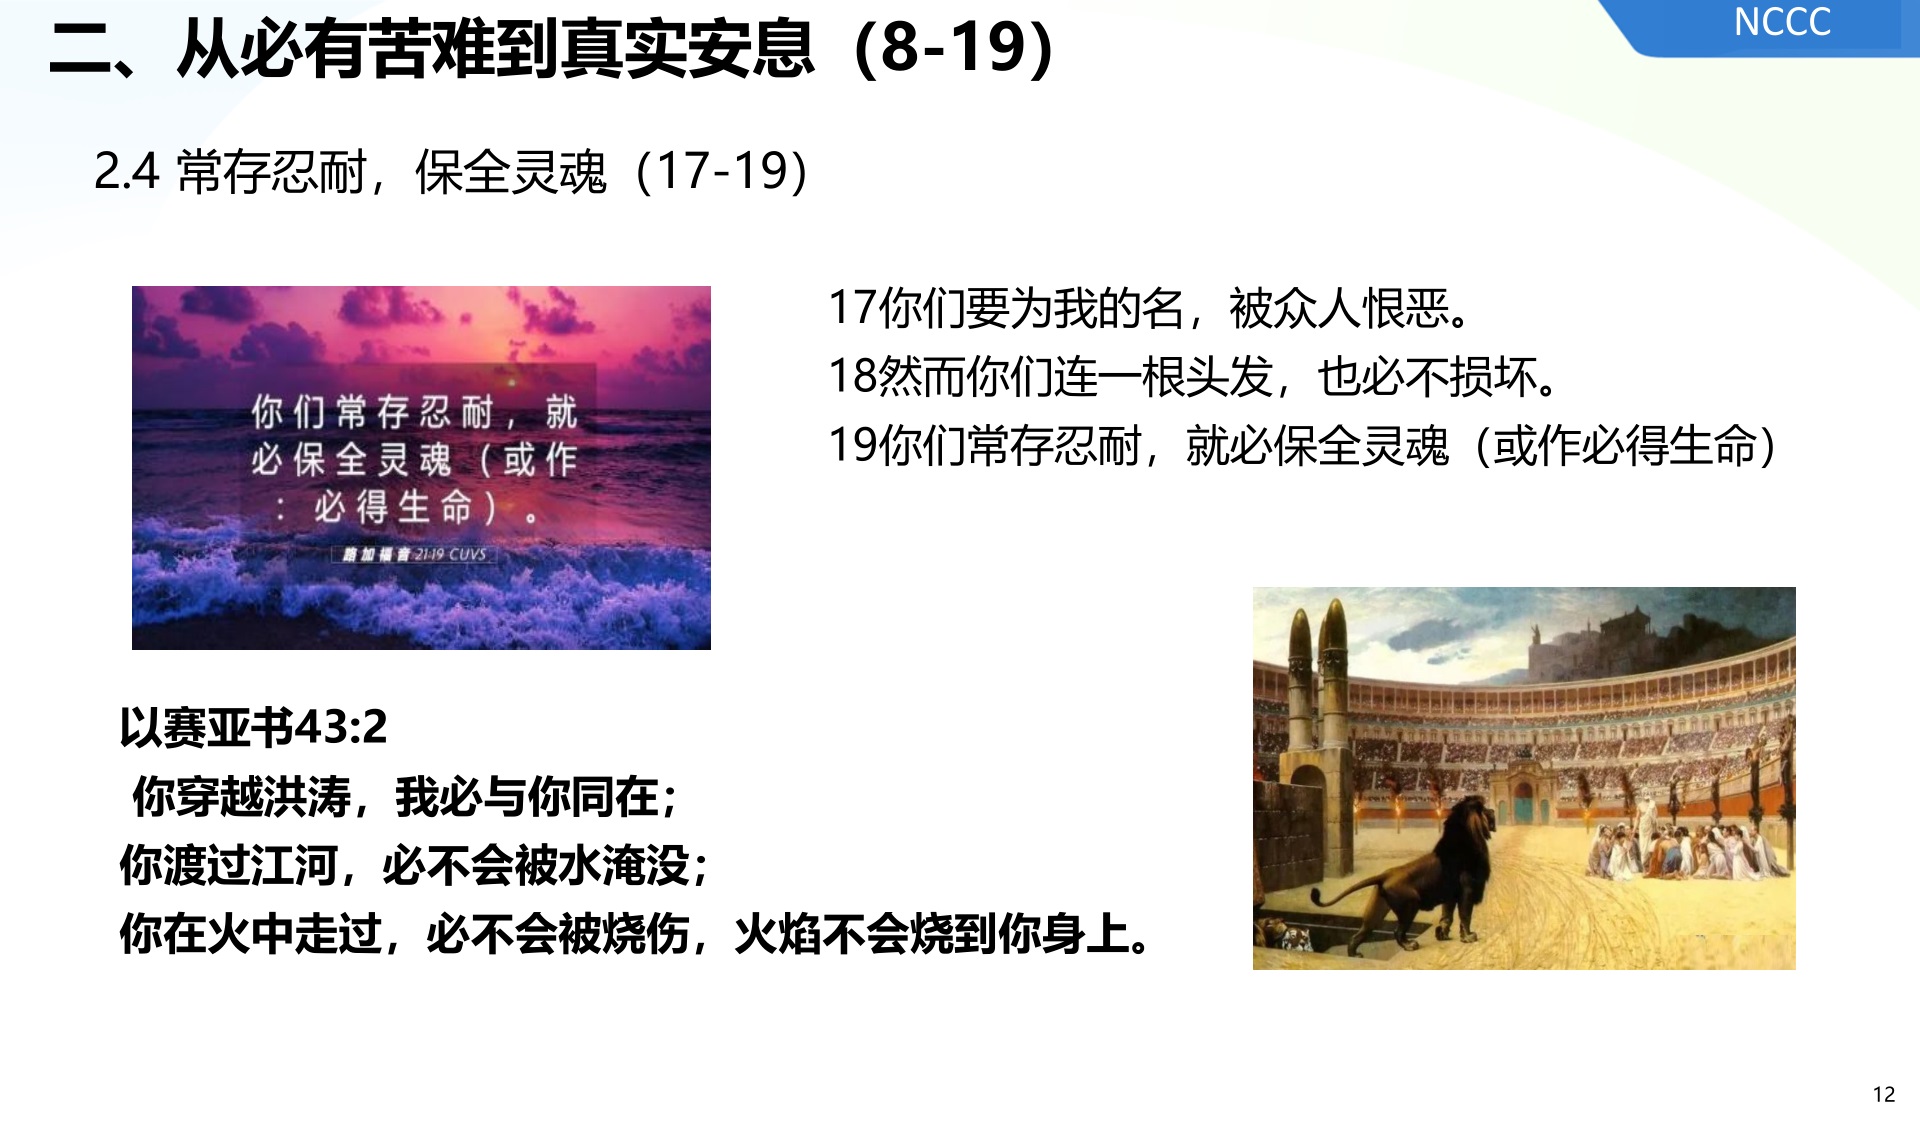 NCCC
二、从必有苦难到真实安息（8-19）
2.4 常存忍耐，保全灵魂（17-19）
你们常存忍耐，就
必保全灵魂（或作
：必得生命）。
路加福音 21:19 CUVS
17你们要为我的名，被众人恨恶。
18然而你们连一根头发，也必不损坏。
19你们常存忍耐，就必保全灵魂（或作必得生命）
以赛亚书43:2
你穿越洪涛，我必与你同在；
你渡过江河，必不会被水淹没；
你在火中走过，必不会被烧伤，火焰不会烧到你身上。
12